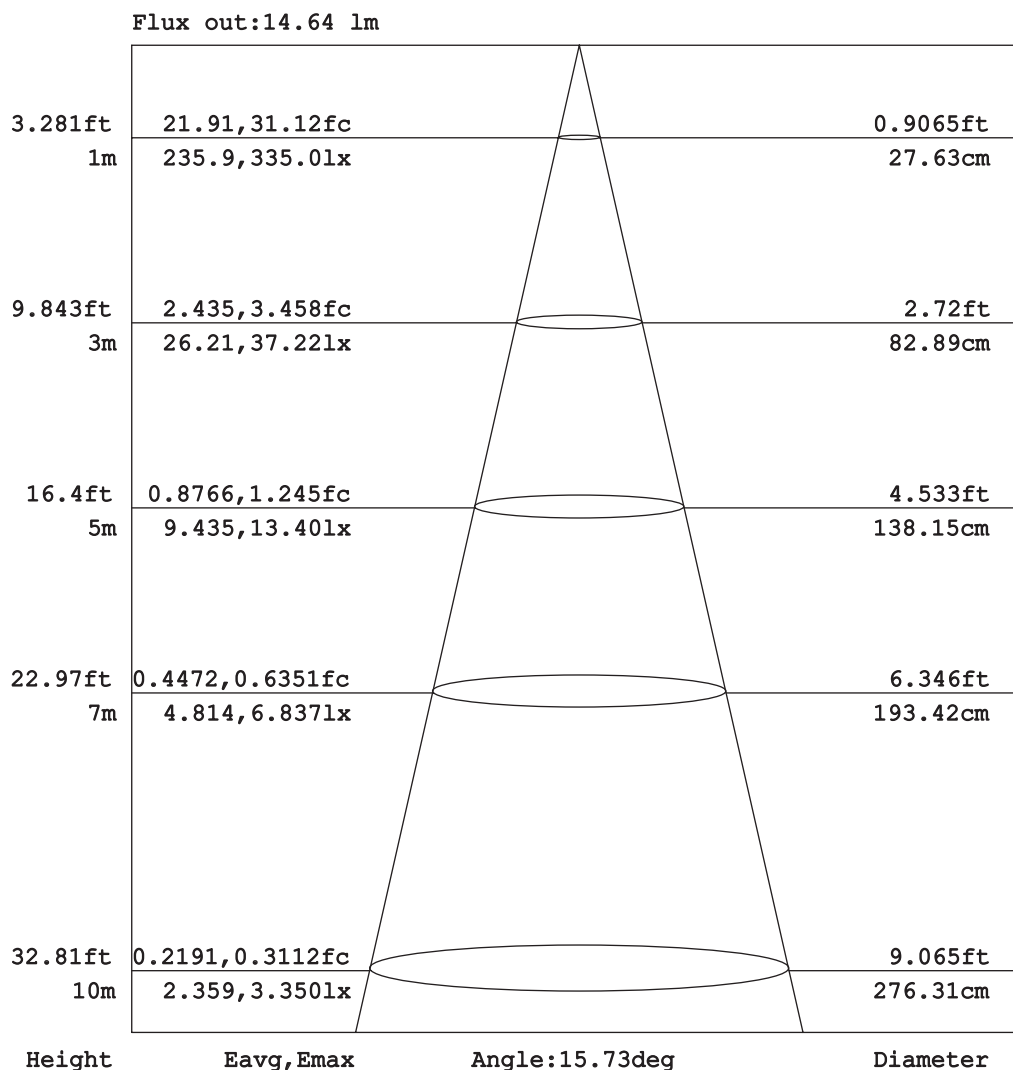 Flux out:14.64 lm
3.281ft 21.91,31.12fc 0.9065ft
1m 235.9,335.0lx 27.63cm
9.843ft 2.435,3.458fc 2.72ft
3m 26.21,37.22lx 82.89cm
16.4ft 0.8766,1.245fc 4.533ft
5m 9.435,13.40lx 138.15cm
22.97ft 0.4472,0.6351fc 6.346ft
7m 4.814,6.837lx 193.42cm
32.81ft 0.2191,0.3112fc 9.065ft
10m 2.359,3.350lx 276.31cm
Height Eavg,Emax Angle:15.73deg Diameter